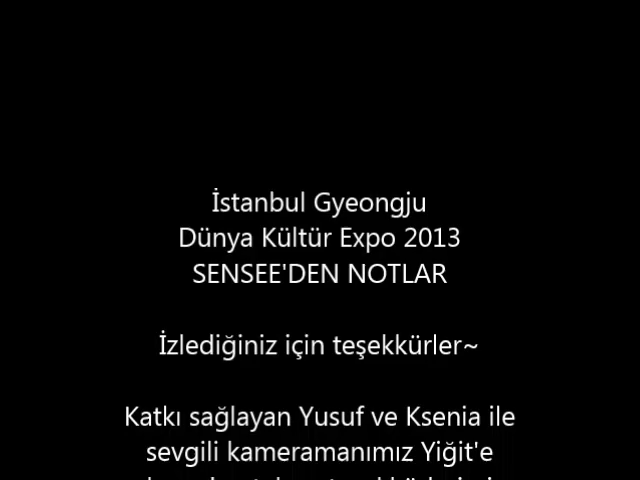 İstanbul Gyeongju
Dünya Kültür Expo 2013
SENSEE'DEN NOTLAR
İzlediğiniz için teşekkürler~
Katkı sağlayan Yusuf ve Ksenia ile
sevgili kameramanımız Yiğit'e